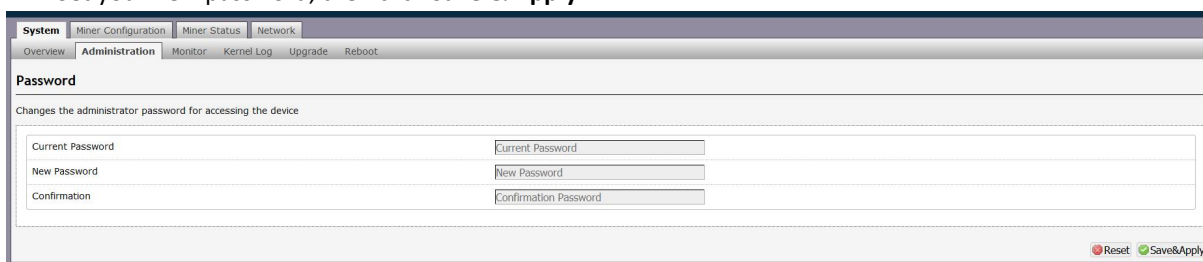 System Miner Configuration Miner Status Network
Overview Administration Monitor Kernel Log Upgrade Reboot
Password
Changes the administrator password for accessing the device
Current Password Current Password
New Password New Password
Confirmation Confirmation Password
Reset Save&Apply